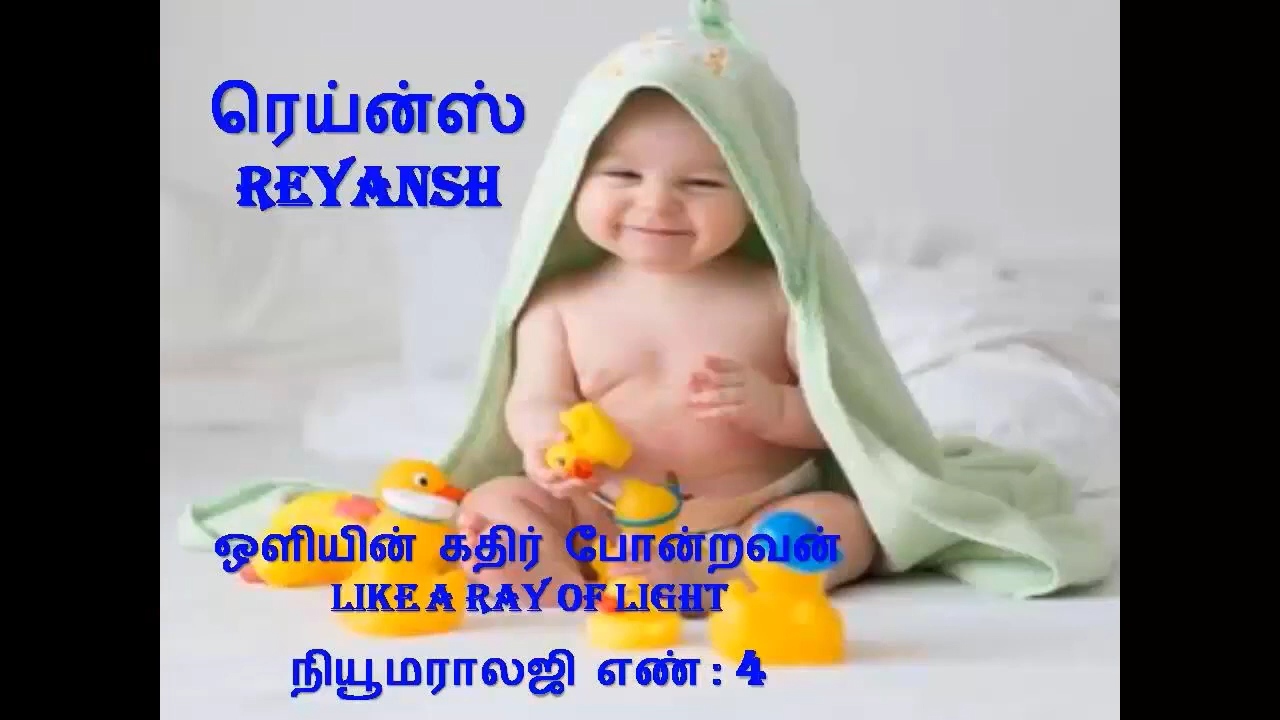 ரெய்ன்ஸ்
REYANSH
ஒளியின் கதிர் போன்றவன்
LIKE A RAY OF LIGHT
நியூமராலஜி எண் : 4